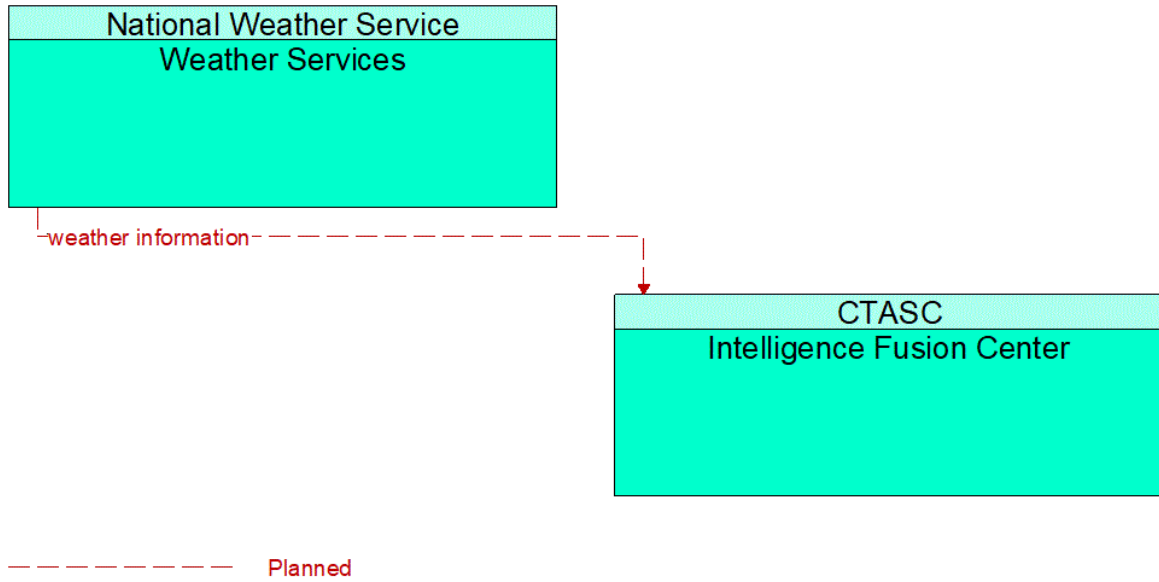 National Weather Service
Weather Services
weather information
CTASC
Intelligence Fusion Center
Planned